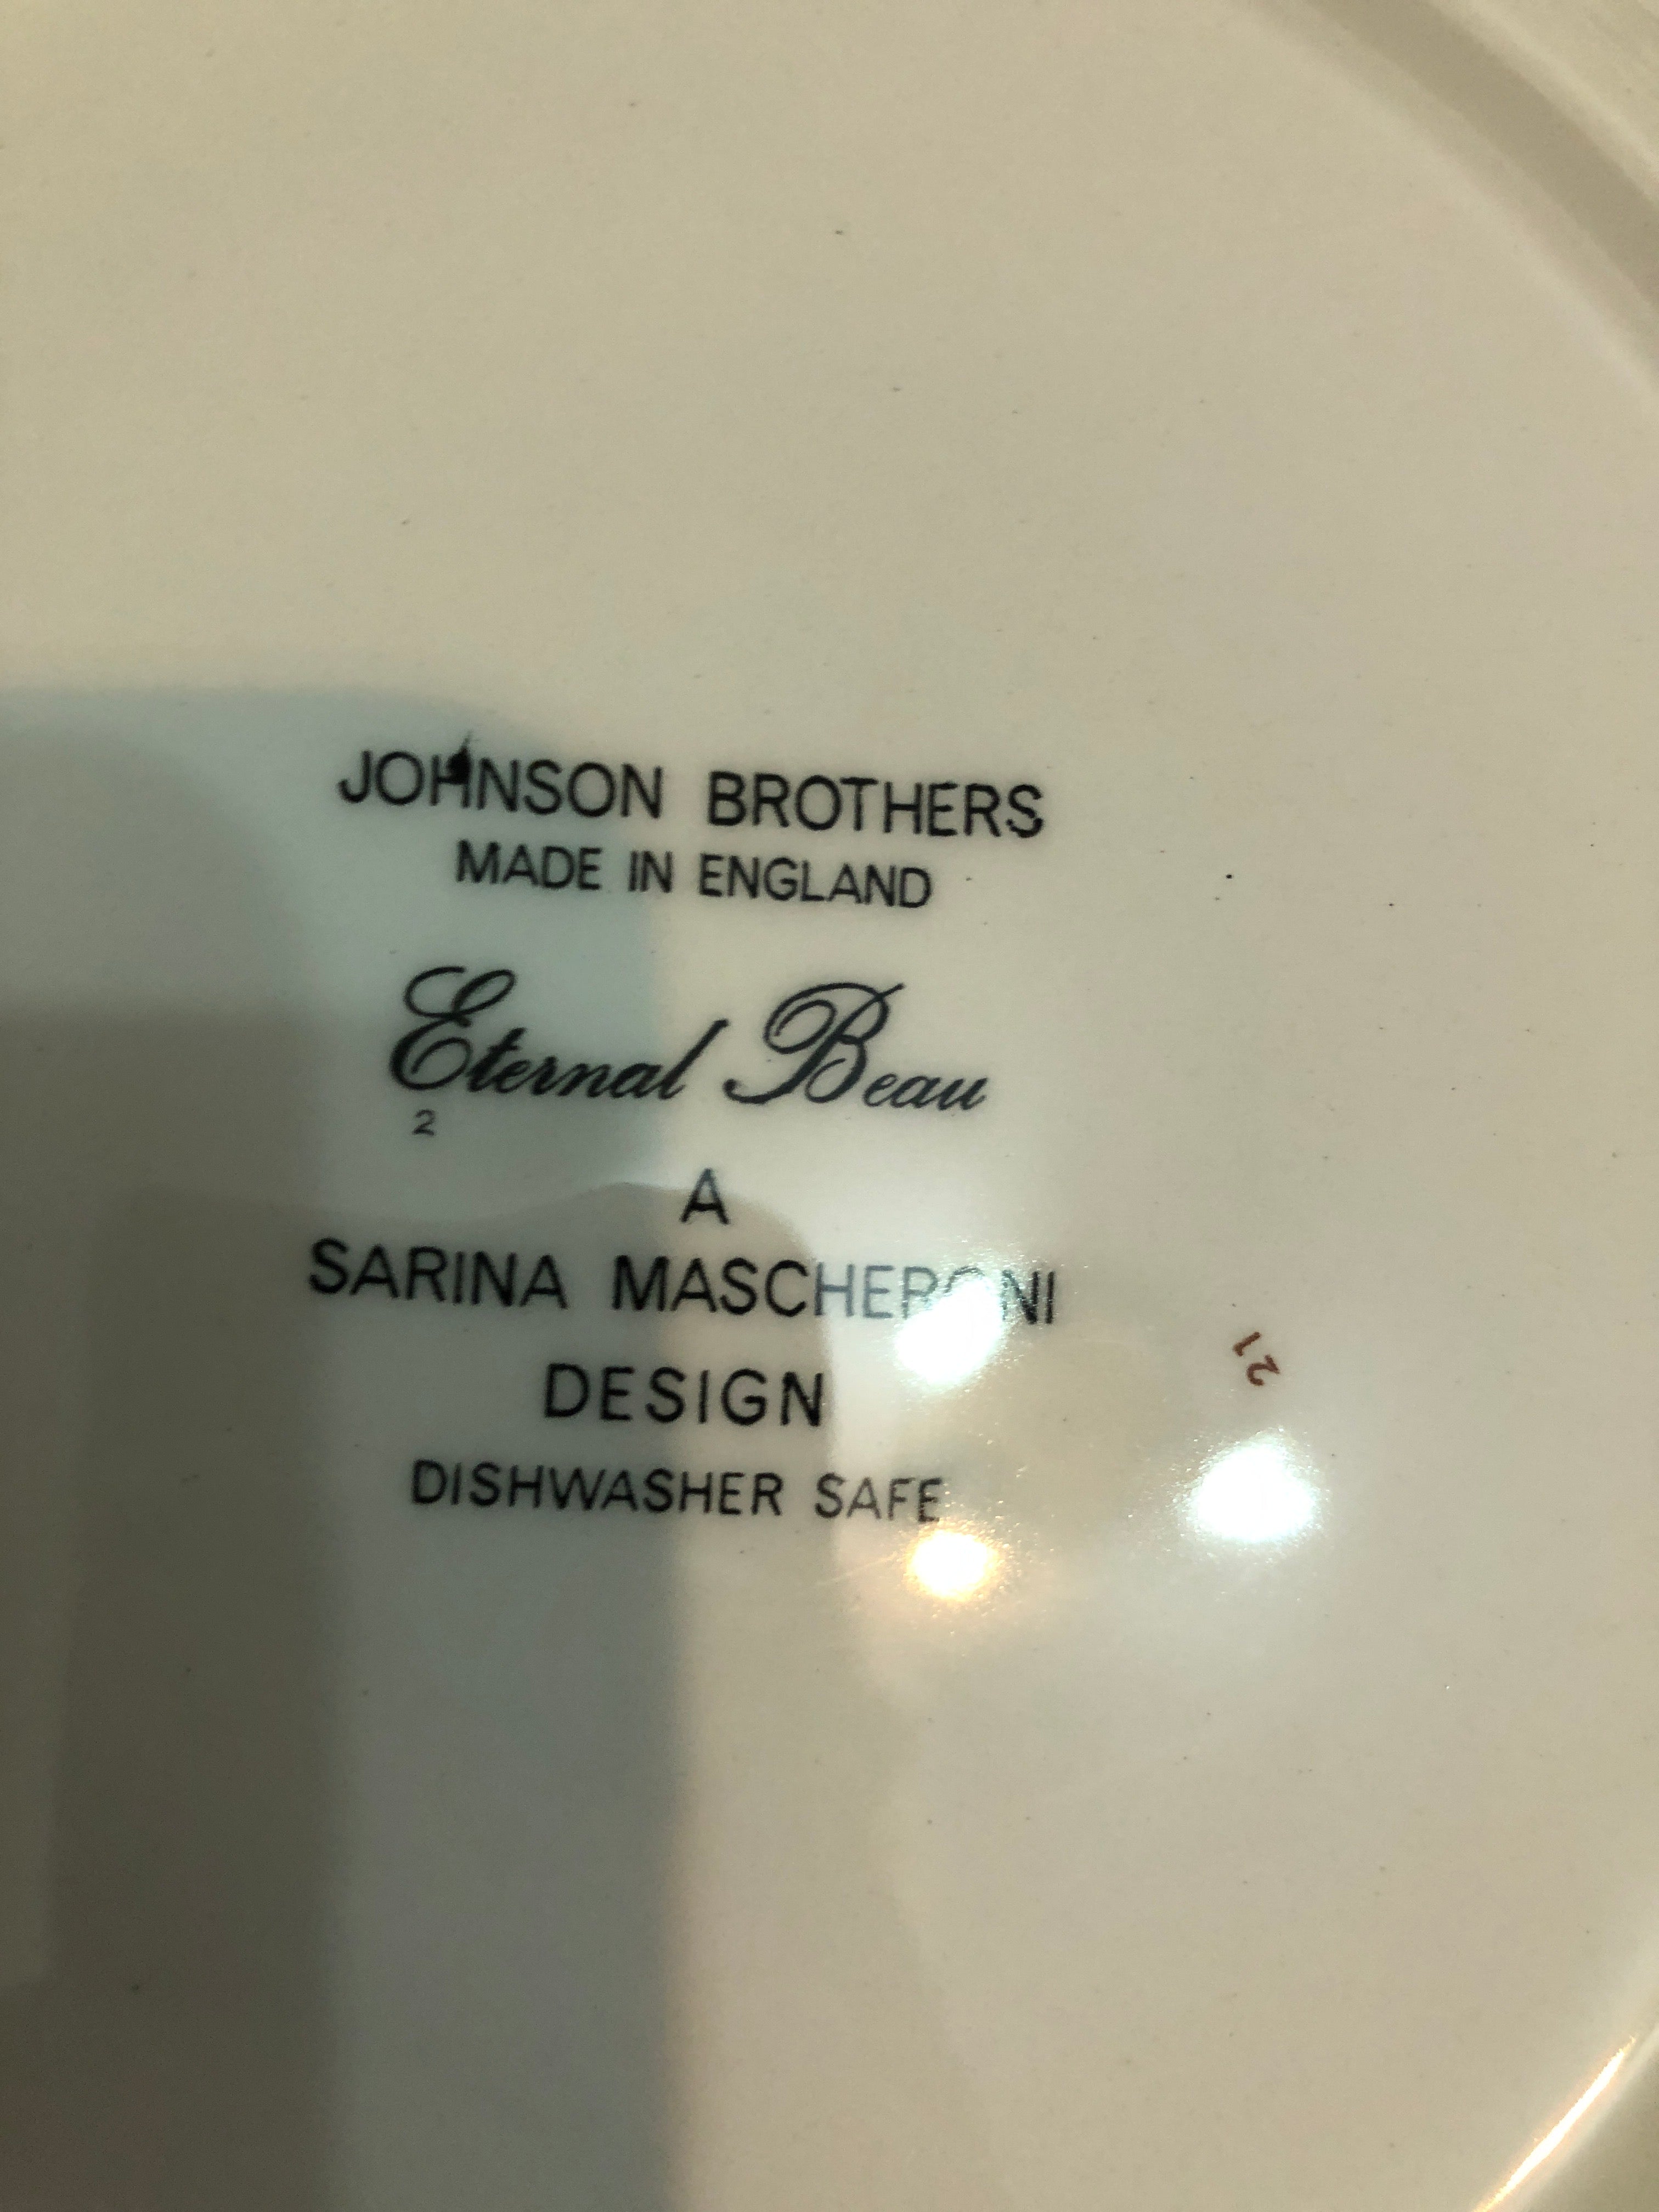 JOHNSON BROTHERS
MADE IN ENGLAND
Eternal Beau
2
A
SARINA MASCHERONI
DESIGN
DISHWASHER SAFE
21